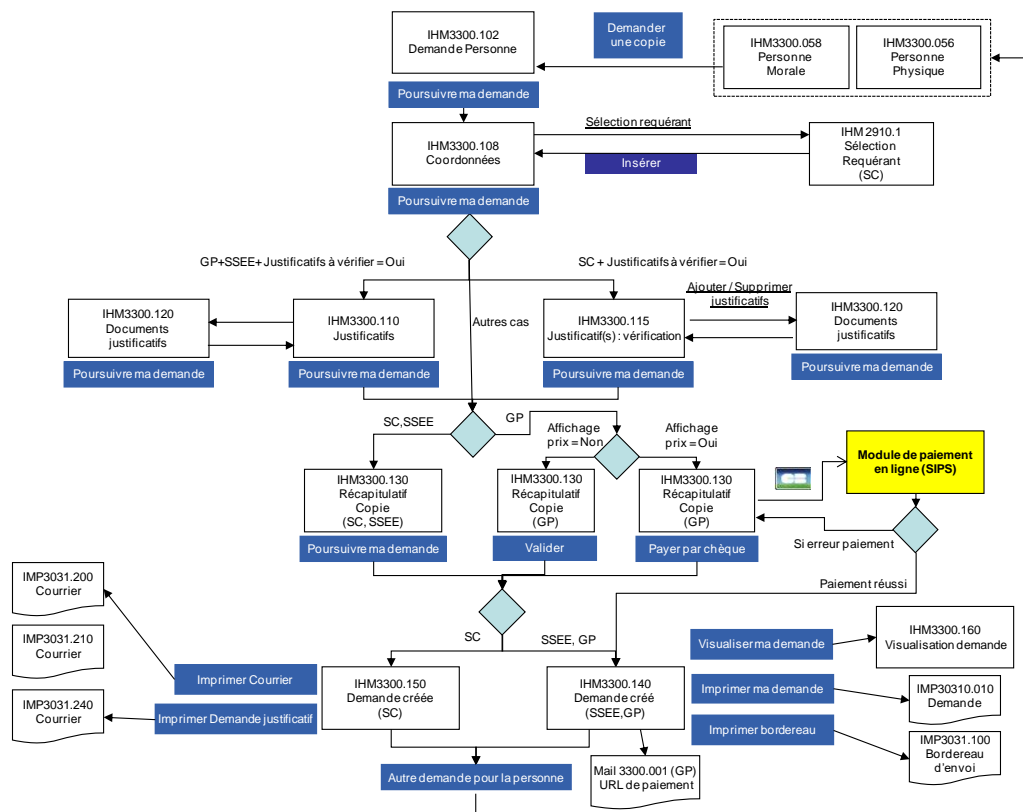 IHM3300.102
Demande Personne
Demander
une copie
IHM3300.058
Personne
Morale
IHM3300.056
Personne
Physique
Poursuivre ma demande
IHM3300.108
Coordonnées
Sélection requérant
Insérer
IHM 2910.1
Sélection
Requérant
(SC)
Poursuivre ma demande
GP+SSEE+ Justificatifs à vérifier = Oui
SC + Justificatifs à vérifier = Oui
IHM3300.120
Documents
justificatifs
IHM3300.110
Justificatifs
Autres cas
IHM3300.115
Justificatif(s) : vérification
Ajouter / Supprimer
justificatifs
IHM3300.120
Documents
justificatifs
Poursuivre ma demande
Poursuivre ma demande
Poursuivre ma demande
Poursuivre ma demande
SC,SSEE
GP
Affichage
prix = Non
Affichage
prix = Oui
IHM3300.130
Récapitulatif
Copie
(SC, SSEE)
IHM3300.130
Récapitulatif
Copie
(GP)
IHM3300.130
Récapitulatif
Copie
(GP)
CB
Module de paiement
en ligne (SIPS)
Poursuivre ma demande
Valider
Payer par chèque
Si erreur paiement
Paiement réussi
IMP3031.200
Courrier
IMP3031.210
Courrier
IMP3031.240
Courrier
SC
SSEE, GP
Imprimer Courrier
Imprimer Demande justificatif
IHM3300.150
Demande créée
(SC)
IHM3300.140
Demande créé
(SSEE,GP)
Visualiser ma demande
IHM3300.160
Visualisation demande
Imprimer ma demande
IMP30310.010
Demande
Imprimer bordereau
IMP3031.100
Bordereau
d'envoi
Autre demande pour la personne
Mail 3300.001 (GP)
URL de paiement